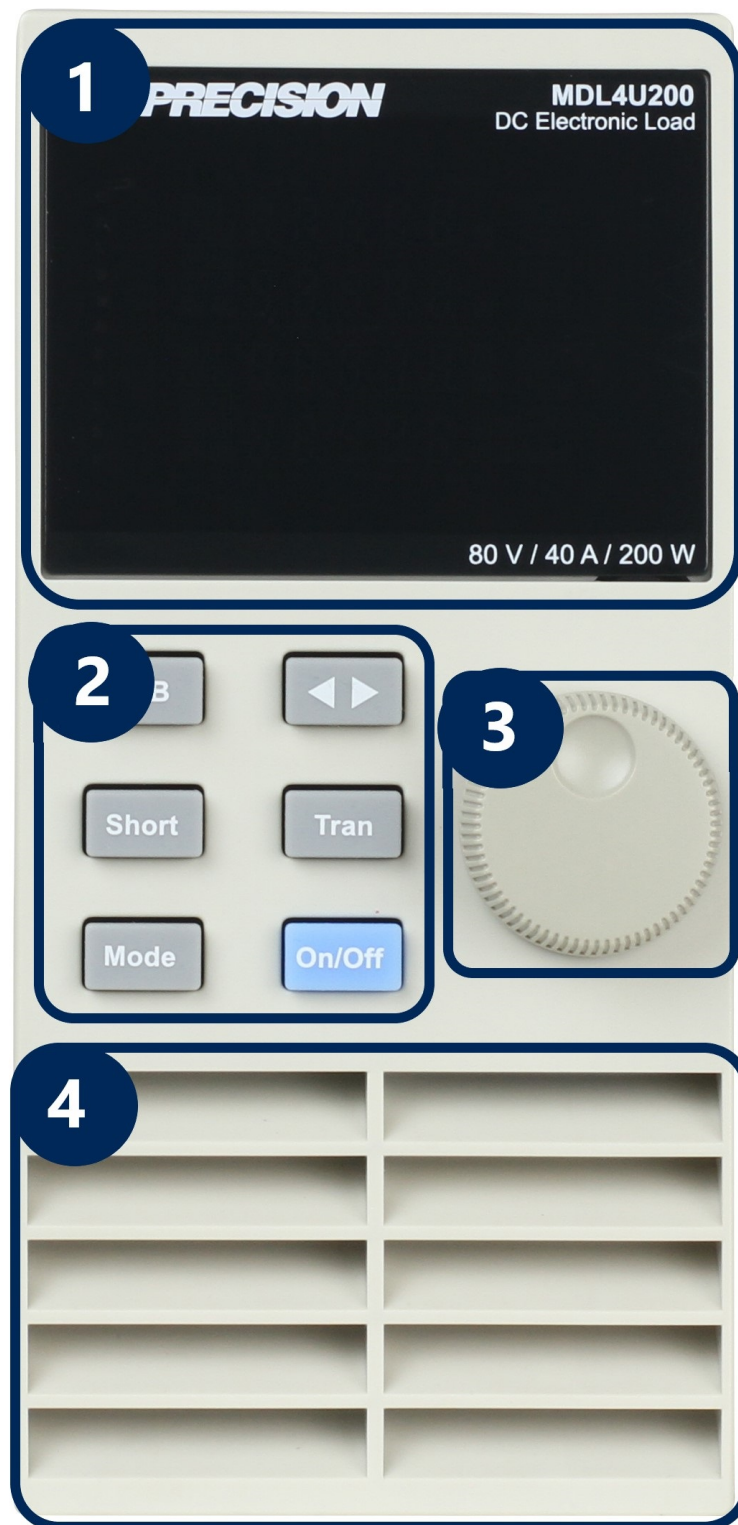 1
PRECISION
MDL4U200
DC Electronic Load
80 V / 40 A / 200 W
2
B
3
Short
Tran
Mode
On/Off
4